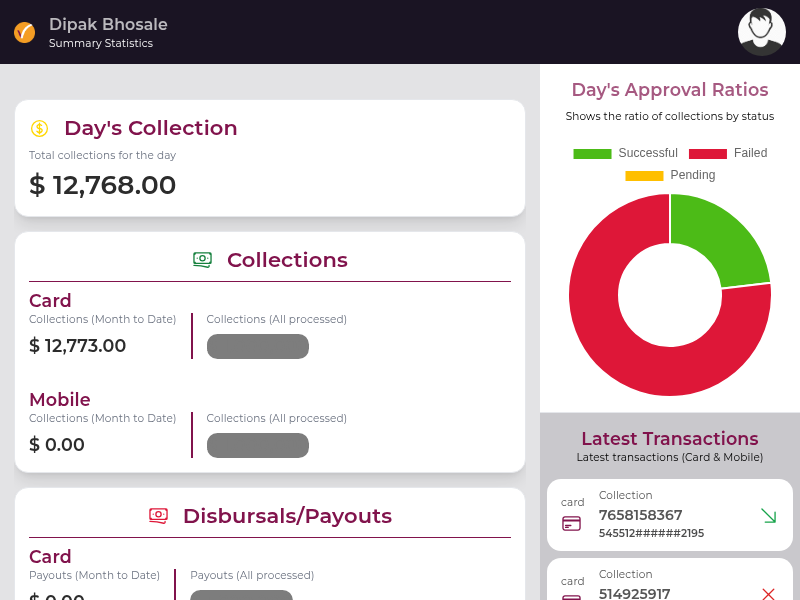 Dipak Bhosale
Summary Statistics
Day's Collection
Total collections for the day
$ 12,768.00
Collections
Card
Collections (Month to Date)
$ 12,773.00
Collections (All processed)
Mobile
Collections (Month to Date)
$ 0.00
Collections (All processed)
Disbursals/Payouts
Card
Payouts (Month to Date)
$ 0.00
Payouts (All processed)
Day's Approval Ratios
Shows the ratio of collections by status
Successful
Failed
Pending
Latest Transactions
Latest transactions (Card & Mobile)
card
Collection
7658158367
545512######2195
card
Collection
514925917